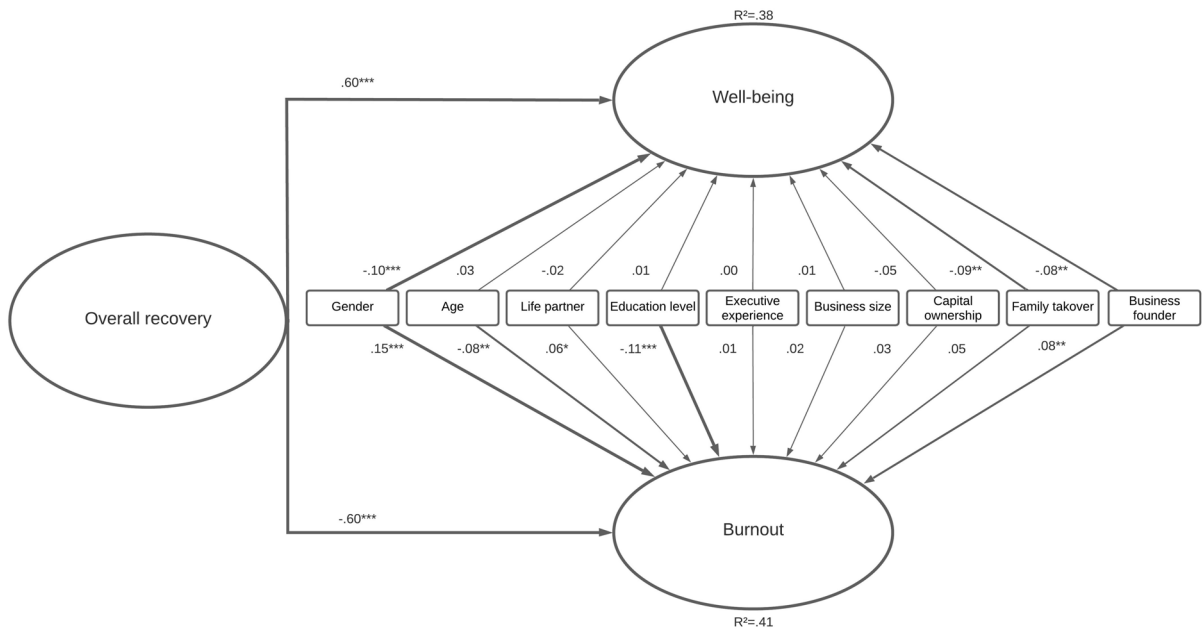 R²=.38
.60***
Well-being
-.10***
.03
-.02
.01
.00
.01
-.05
-.09**
-.08**
Overall recovery
Gender
Age
Life partner
Education level
Executive
experience
Business size
Capital
ownership
Family takover
Business
founder
.15***
-.08**
.06*
-.11***
.01
.02
.03
.05
.08**
-.60***
Burnout
R²=.41